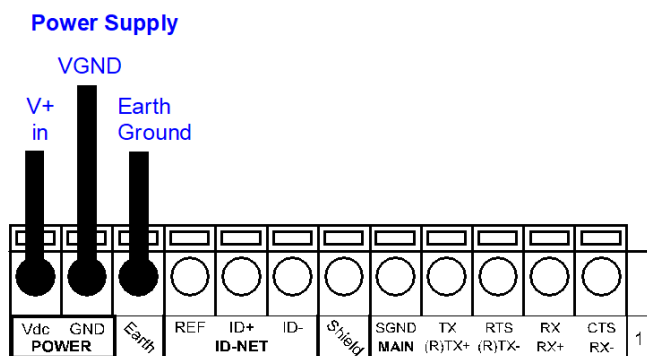 Power Supply
VGND
V+
in
Earth
Ground
Vdc GND Earth REF ID+ ID- Shield SGND TX RTS RX CTS 1
POWER ID-NET MAIN (R)TX+ (R)TX- RX+ RX-